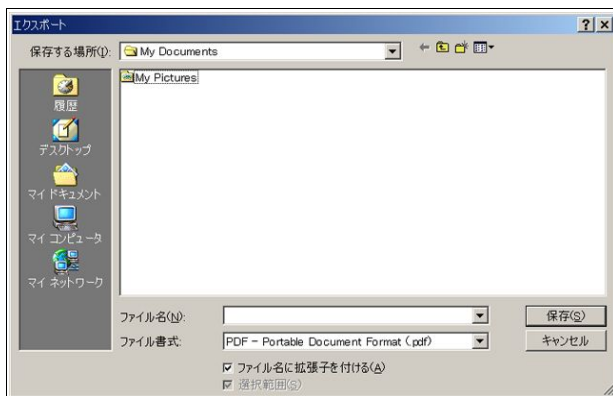 エクスポート
保存する場所(I):
My Documents
My Pictures
履歴
デスクトップ
マイ ドキュメント
マイ コンピュータ
マイ ネットワーク
ファイル名(N):
保存(S)
ファイル書式:
PDF - Portable Document Format (.pdf)
キャンセル
ファイル名に拡張子を付ける(A)
選択範囲(S)